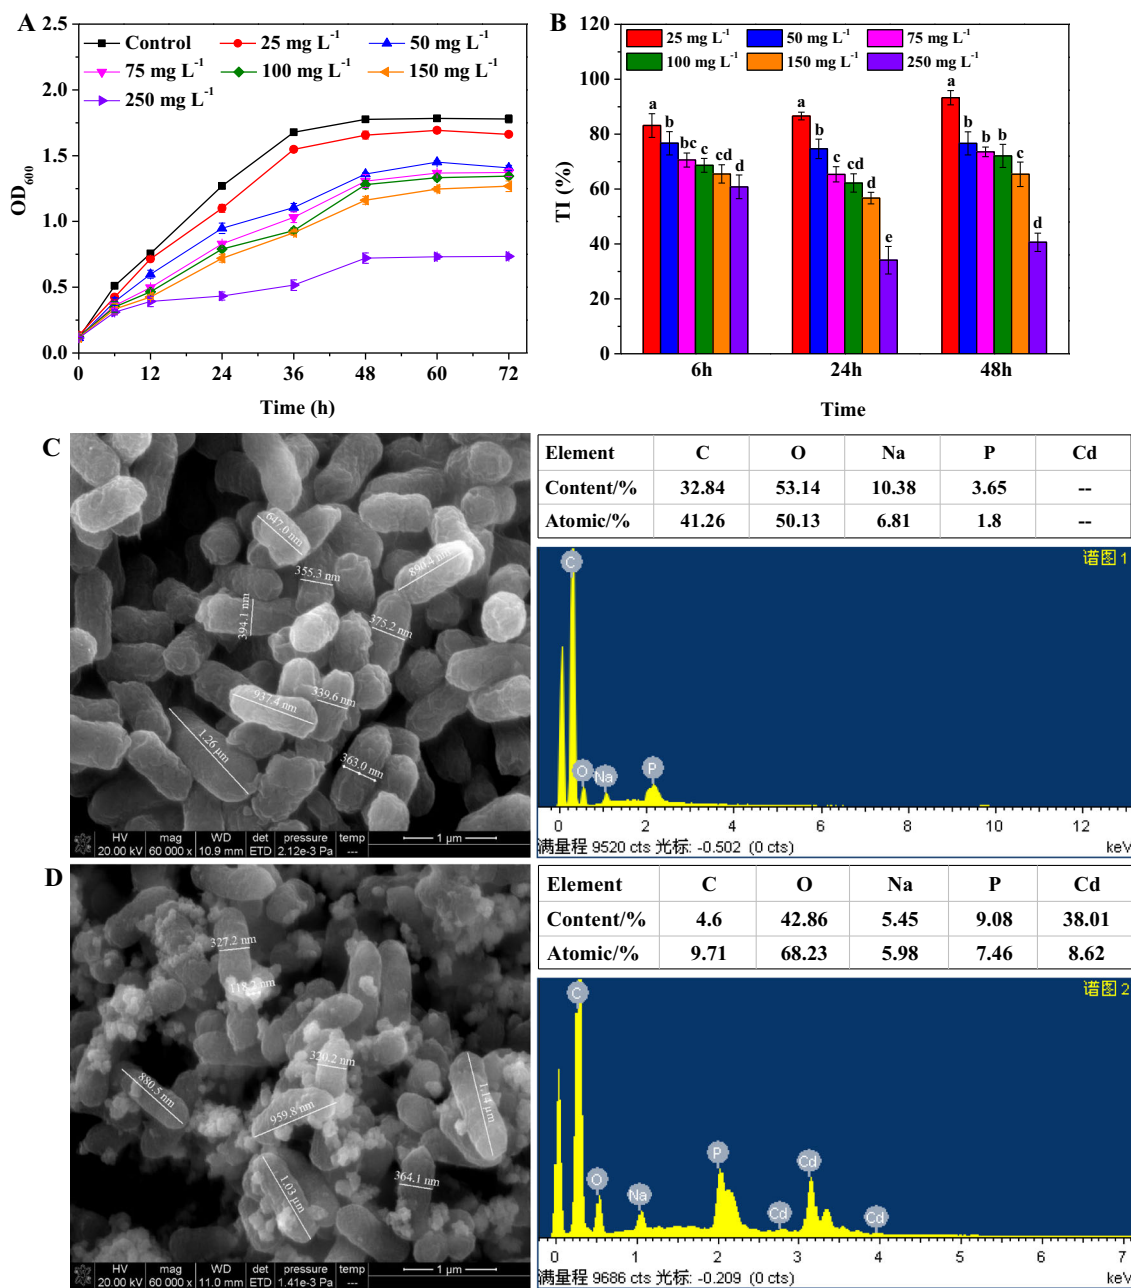 A
2.5
2.0
1.5
1.0
0.5
0.0
OD600
Control
25 mg L-1
50 mg L-1
75 mg L-1
100 mg L-1
150 mg L-1
250 mg L-1
0 12 24 36 48 60 72
Time (h)
B
120
100
80
60
40
20
0
TI (%)
25 mg L-1 50 mg L-1 75 mg L-1
100 mg L-1 150 mg L-1 250 mg L-1
a b bc c cd d
a b c cd d e
a b b b c d
6h 24h 48h
Time
C
647.0 nm
890.4 nm
355.3 nm
394.1 nm
375.2 nm
937.4 nm
339.6 nm
1.26 µm
363.0 nm
HV mag WD det pressure temp
20.00 kV 60 000 x 10.9 mm ETD 2.12e-3 Pa --- 1 µm
Element C O Na P Cd
Content/% 32.84 53.14 10.38 3.65 --
Atomic/% 41.26 50.13 6.81 1.8 --
谱图 1
C
O Na P
0 2 4 6 8 10 12
满量程 9520 cts 光标: -0.502 (0 cts) keV
D
327.2 nm
118.2 nm
320.2 nm
880.5 nm
959.8 nm
1.14 µm
364.1 nm
1.03 µm
HV mag WD det pressure temp
20.00 kV 60 000 x 11.0 mm ETD 1.41e-3 Pa --- 1 µm
Element C O Na P Cd
Content/% 4.6 42.86 5.45 9.08 38.01
Atomic/% 9.71 68.23 5.98 7.46 8.62
谱图 2
C
O Na P Cd Cd Cd
0 1 2 3 4 5 6 7
满量程 9686 cts 光标: -0.209 (0 cts) keV